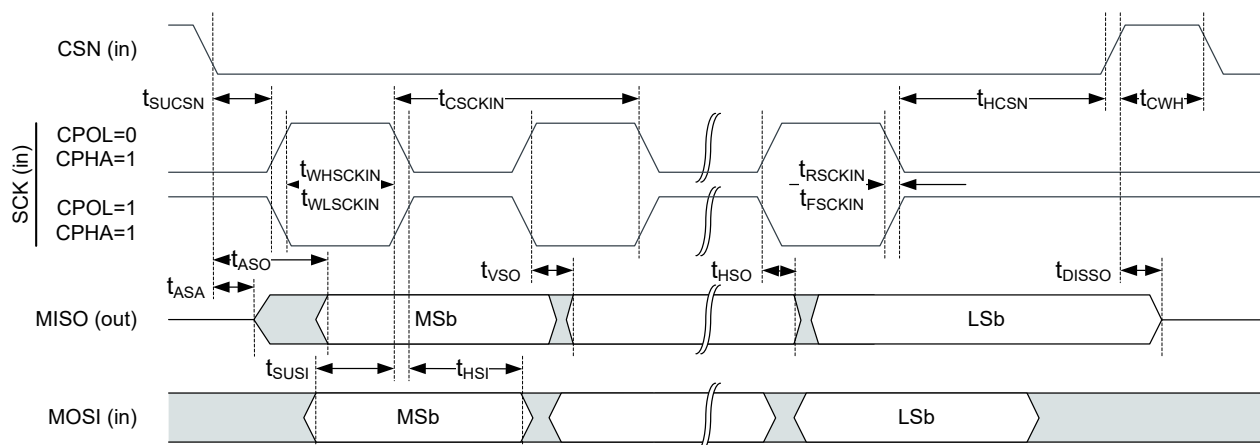 CSN (in)
tSUCSN
tCSCKIN
tHCSN
tCWH
SCK (in)
CPOL=0
CPHA=1
tWHSCKIN
tWLSCKIN
tRSCKIN
tFSCKIN
CPOL=1
CPHA=1
tASO
tASA
tVSO
tHSO
tDISSO
MISO (out)
MSb
LSb
tSUSI
tHSI
MOSI (in)
MSb
LSb